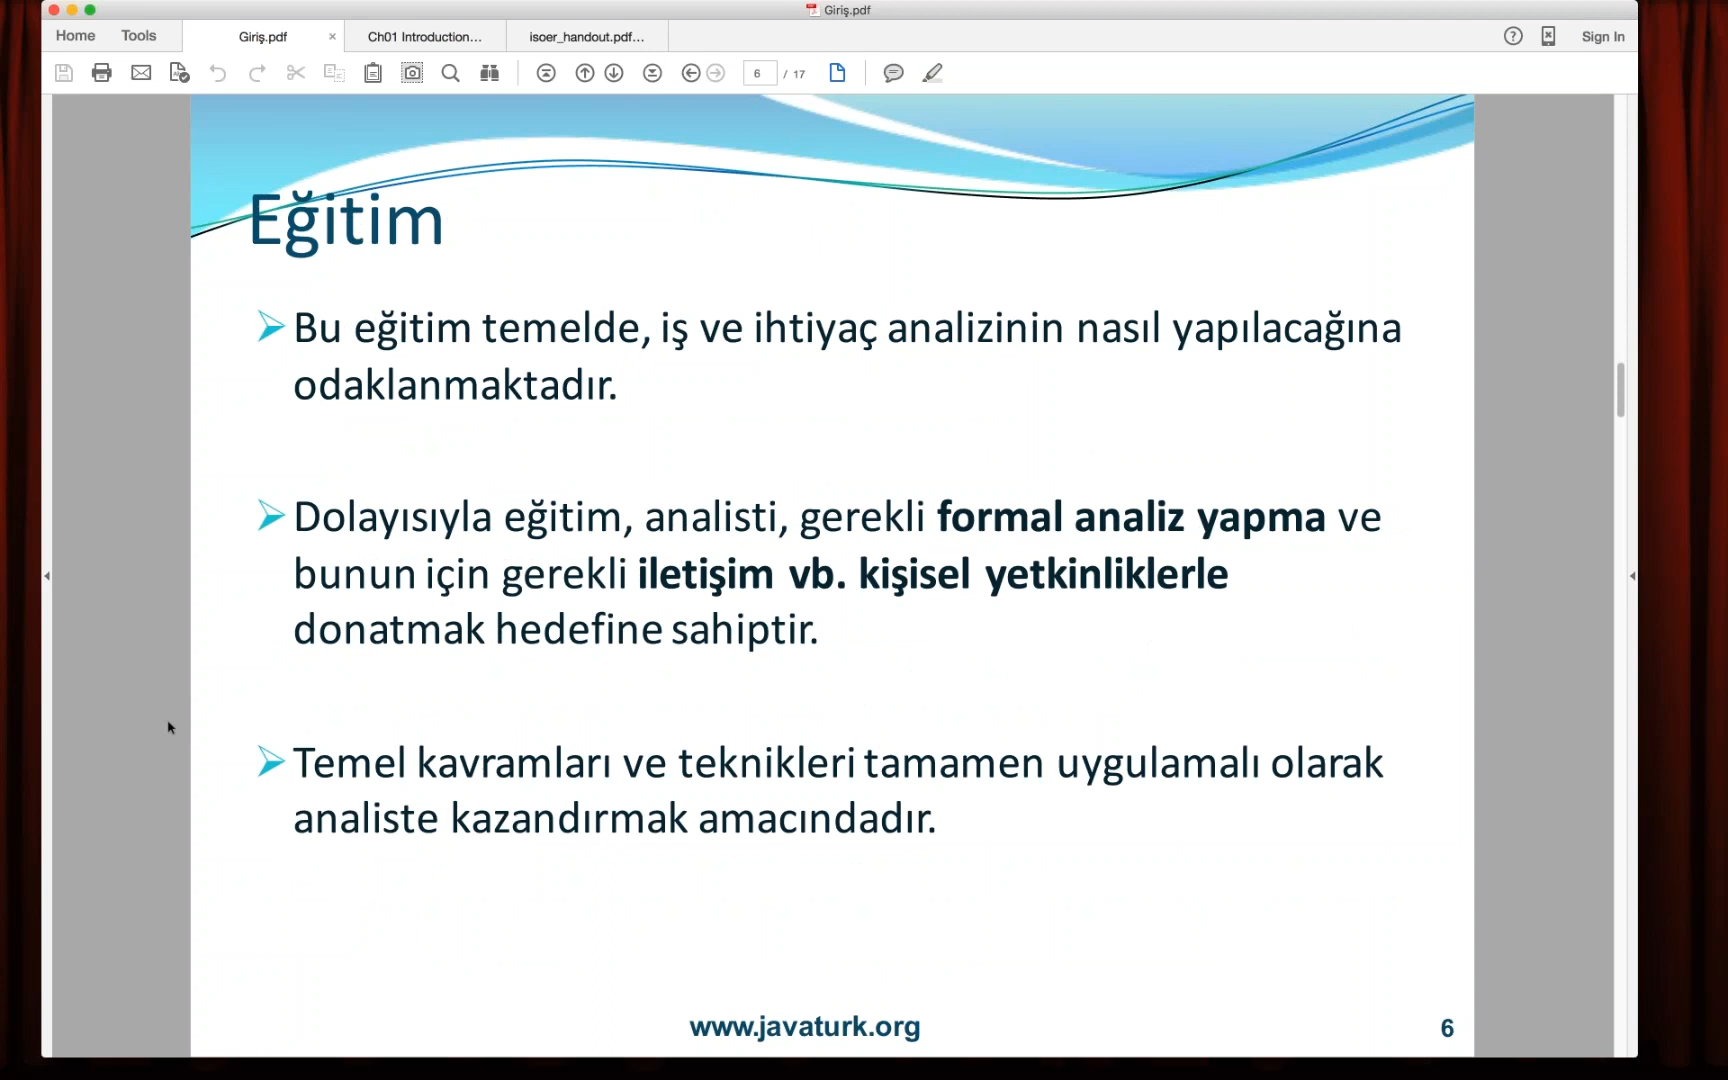 Giriş.pdf
Home Tools Giriş.pdf × Ch01 Introduction... isoer_handout.pdf... Sign In
6 / 17
Eğitim
Bu eğitim temelde, iş ve ihtiyaç analizinin nasıl yapılacağına
odaklanmaktadır.
Dolayısıyla eğitim, analisti, gerekli formal analiz yapma ve
bunun için gerekli iletişim vb. kişisel yetkinliklerle
donatmak hedefine sahiptir.
Temel kavramları ve teknikleri tamamen uygulamalı olarak
analiste kazandırmak amacındadır.
www.javaturk.org 6